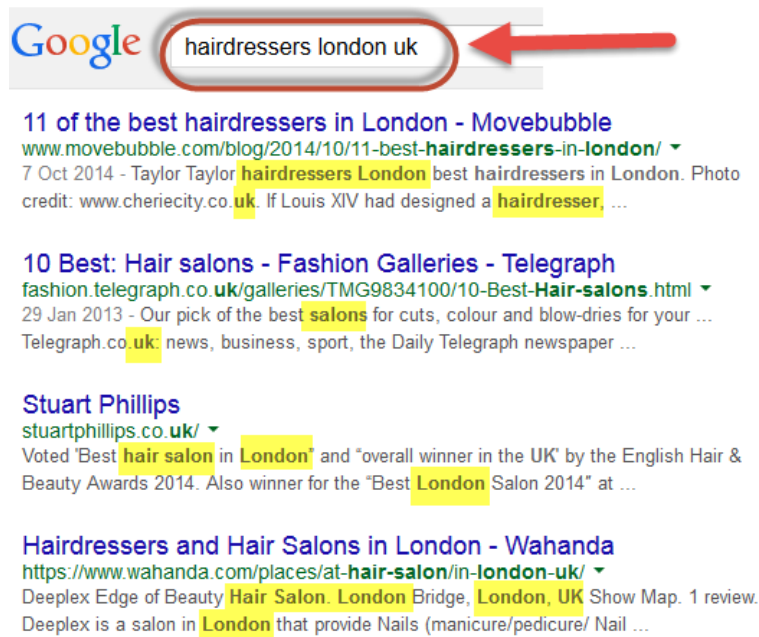 Google
hairdressers london uk
11 of the best hairdressers in London - Movebubble
www.movebubble.com/blog/2014/10/11-best-hairdressers-in-london/
7 Oct 2014 - Taylor Taylor hairdressers London best hairdressers in London. Photo
credit: www.cheriecity.co.uk. If Louis XIV had designed a hairdresser, ...
10 Best: Hair salons - Fashion Galleries - Telegraph
fashion.telegraph.co.uk/galleries/TMG9834100/10-Best-Hair-salons.html
29 Jan 2013 - Our pick of the best salons for cuts, colour and blow-dries for your ...
Telegraph.co.uk: news, business, sport, the Daily Telegraph newspaper ...
Stuart Phillips
stuartphillips.co.uk/
Voted 'Best hair salon in London" and "overall winner in the UK' by the English Hair &
Beauty Awards 2014. Also winner for the "Best London Salon 2014" at ...
Hairdressers and Hair Salons in London - Wahanda
https://www.wahanda.com/places/at-hair-salon/in-london-uk/
Deeplex Edge of Beauty Hair Salon. London Bridge, London, UK Show Map. 1 review.
Deeplex is a salon in London that provide Nails (manicure/pedicure/ Nail ...